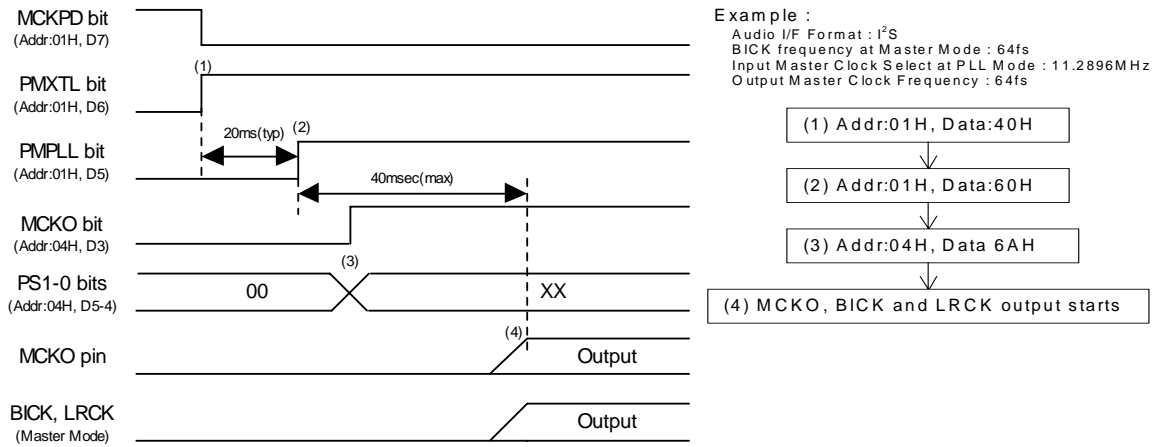 MCKPD bit
(Addr:01H, D7)
(1)
PMXTL bit
(Addr:01H, D6)
20ms(typ)
(2)
PMPLL bit
(Addr:01H, D5)
40msec(max)
MCKO bit
(Addr:04H, D3)
(3)
PS1-0 bits
(Addr:04H, D5-4)
00
XX
(4)
MCKO pin
Output
BICK, LRCK
(Master Mode)
Output
Example :
Audio I/F Format : I²S
BICK frequency at Master Mode : 64fs
Input Master Clock Select at PLL Mode : 11.2896MHz
Output Master Clock Frequency : 64fs
(1) Addr:01H, Data:40H
(2) Addr:01H, Data:60H
(3) Addr:04H, Data 6AH
(4) MCKO, BICK and LRCK output starts